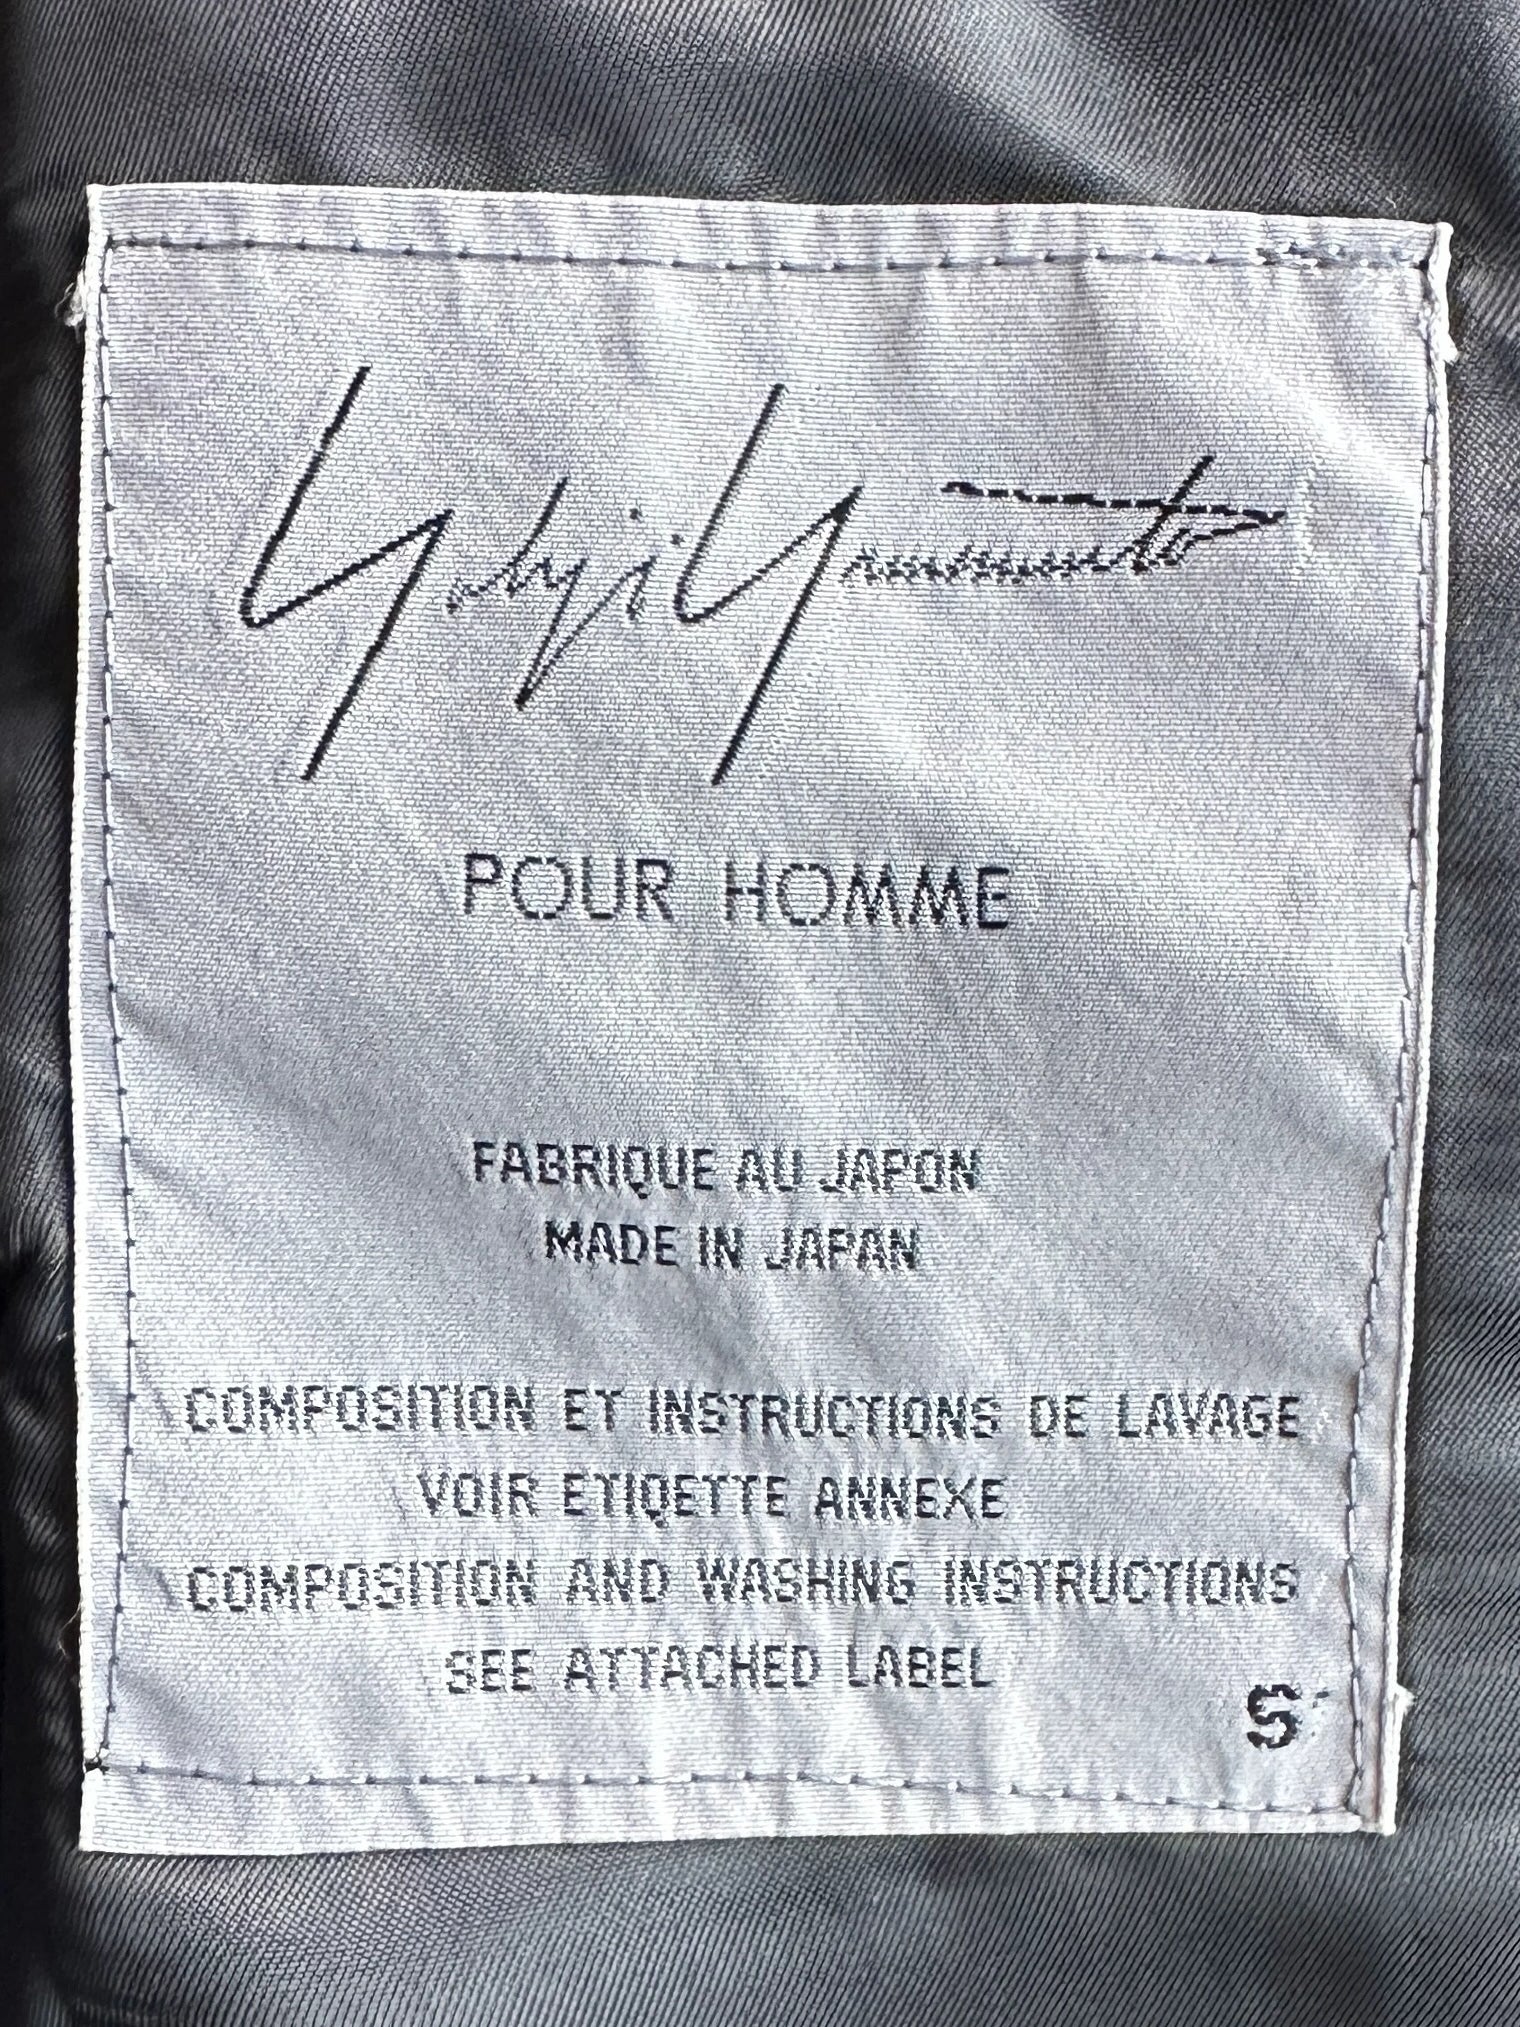 Yohji Yamamoto
POUR HOMME
FABRIQUE AU JAPON
MADE IN JAPAN
COMPOSITION ET INSTRUCTIONS DE LAVAGE
VOIR ETIQETTE ANNEXE
COMPOSITION AND WASHING INSTRUCTIONS
SEE ATTACHED LABEL
S